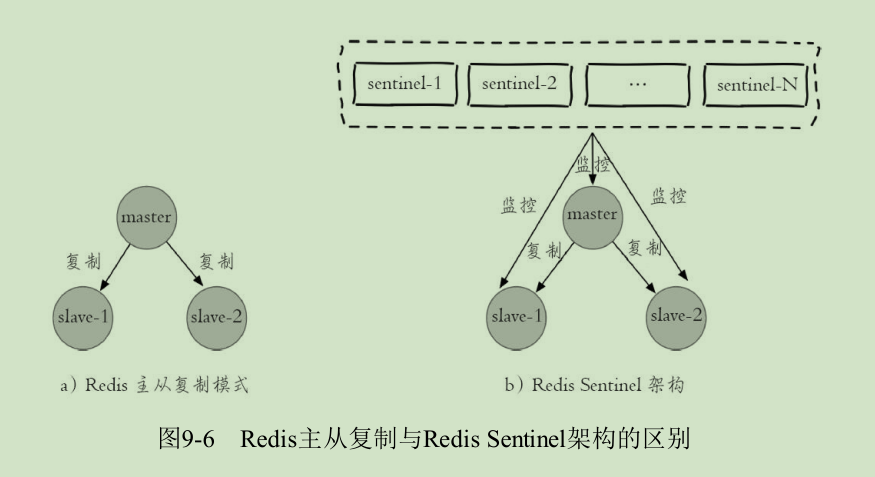 sentinel-1 sentinel-2 … sentinel-N
监控
监控 监控
master master
复制 复制 复制 复制
slave-1 slave-2 slave-1 slave-2
a）Redis 主从复制模式 b）Redis Sentinel 架构
图9-6 Redis主从复制与Redis Sentinel架构的区别